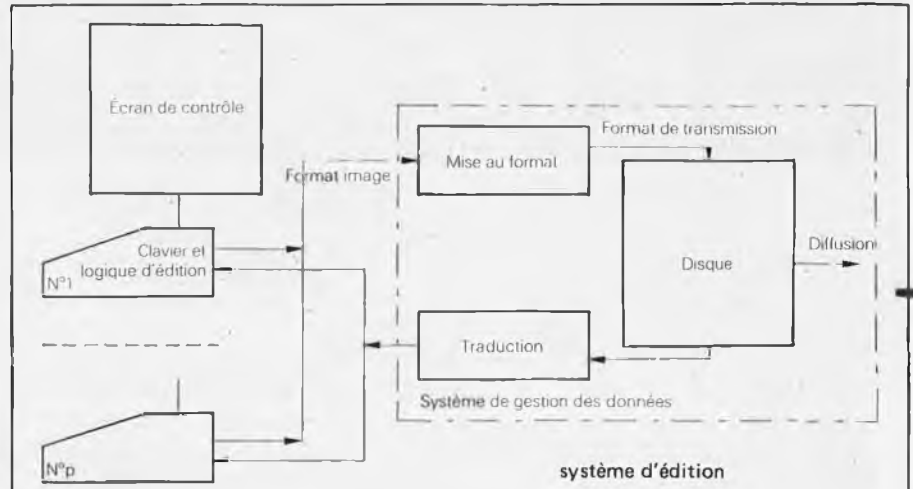 Écran de contrôle
Format de transmission
Mise au format
Format image
Clavier et
logique d'édition
N°1
Diffusion
Disque
Traduction
Système de gestion des données
N°p
système d'édition